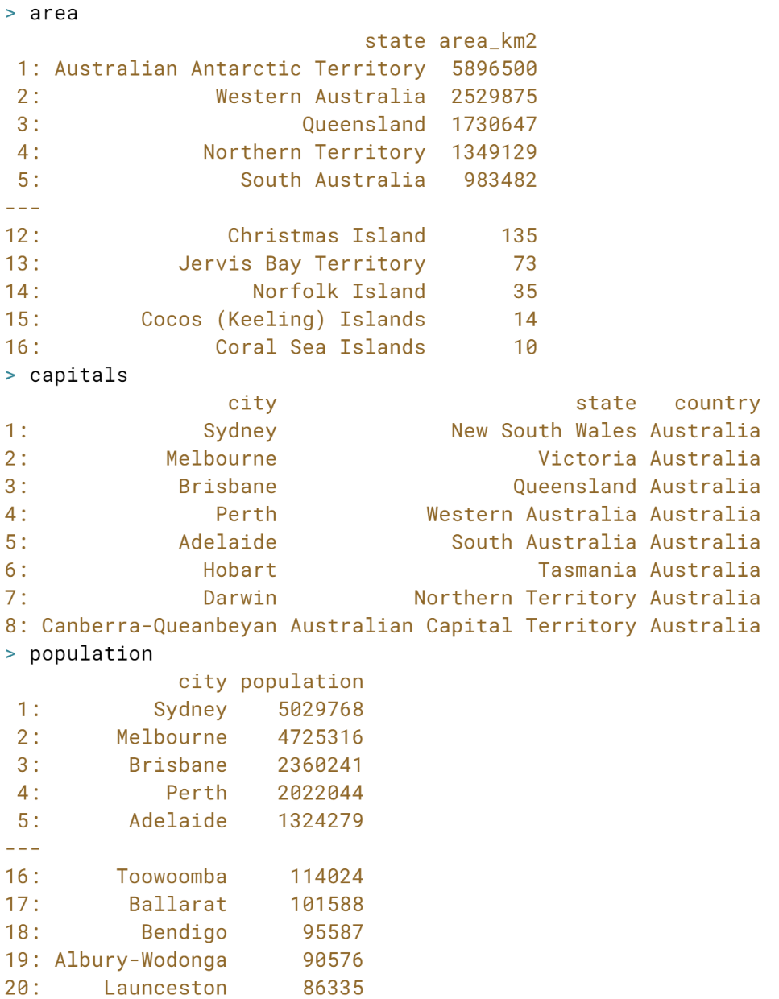 > area
                             state area_km2
 1: Australian Antarctic Territory  5896500
 2:              Western Australia  2529875
 3:                     Queensland  1730647
 4:             Northern Territory  1349129
 5:                South Australia   983482
---
12:               Christmas Island      135
13:           Jervis Bay Territory       73
14:                 Norfolk Island       35
15:        Cocos (Keeling) Islands       14
16:              Coral Sea Islands       10
> capitals
                  city                        state   country
1:              Sydney              New South Wales Australia
2:           Melbourne                     Victoria Australia
3:            Brisbane                   Queensland Australia
4:               Perth            Western Australia Australia
5:            Adelaide              South Australia Australia
6:              Hobart                     Tasmania Australia
7:              Darwin           Northern Territory Australia
8: Canberra-Queanbeyan Australian Capital Territory Australia
> population
              city population
 1:         Sydney    5029768
 2:      Melbourne    4725316
 3:       Brisbane    2360241
 4:          Perth    2022044
 5:       Adelaide    1324279
---
16:      Toowoomba     114024
17:       Ballarat     101588
18:        Bendigo      95587
19: Albury-Wodonga      90576
20:     Launceston      86335